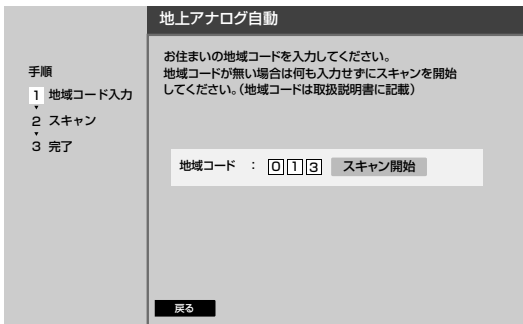 地上アナログ自動
お住まいの地域コードを入力してください。
地域コードが無い場合は何も入力せずにスキャンを開始
してください。(地域コードは取扱説明書に記載)
手順
1 地域コード入力
2 スキャン
3 完了
地域コード : 0 1 3 スキャン開始
戻る